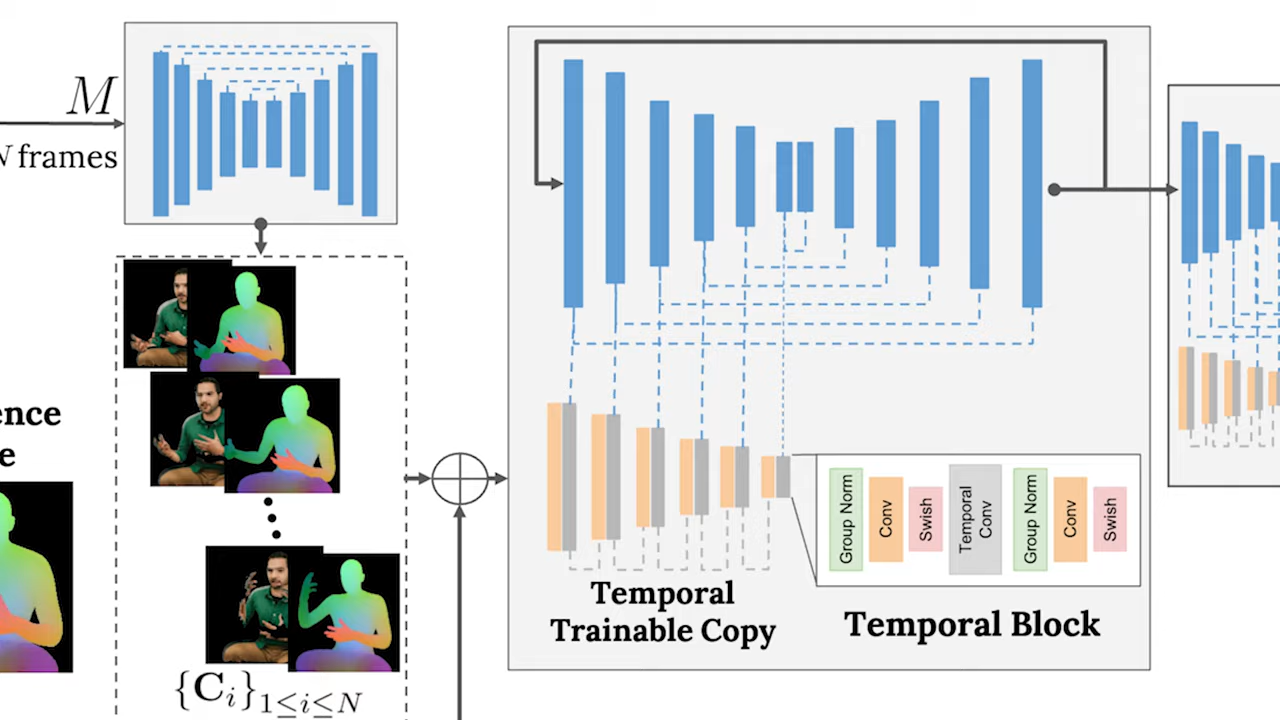 M
N frames
ence
e
{C_i}_{1≤i≤N}
Temporal
Trainable Copy
Group Norm
Conv
Swish
Temporal
Conv
Group Norm
Conv
Swish
Temporal Block